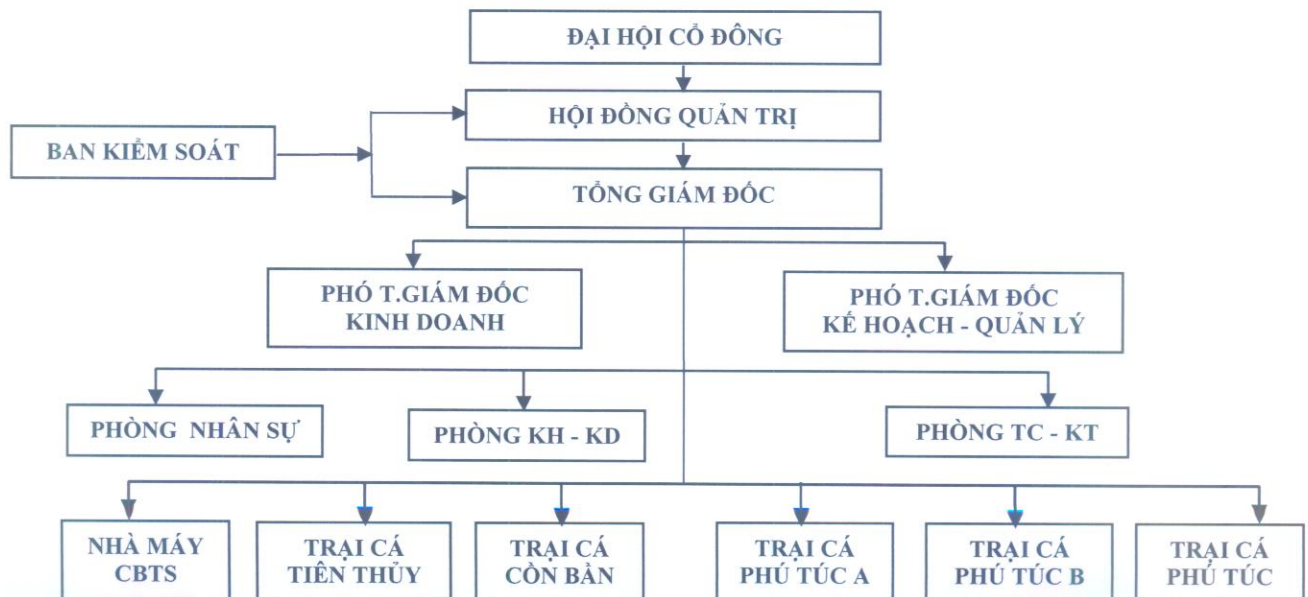 ĐẠI HỘI CỔ ĐÔNG
HỘI ĐỒNG QUẢN TRỊ
BAN KIỂM SOÁT
TỔNG GIÁM ĐỐC
PHÓ T.GIÁM ĐỐC
KINH DOANH
PHÓ T.GIÁM ĐỐC
KẾ HOẠCH - QUẢN LÝ
PHÒNG NHÂN SỰ
PHÒNG KH - KD
PHÒNG TC - KT
NHÀ MÁY
CBTS
TRẠI CÁ
TIÊN THỦY
TRẠI CÁ
CỒN BẦN
TRẠI CÁ
PHÚ TÚC A
TRẠI CÁ
PHÚ TÚC B
TRẠI CÁ
PHÚ TÚC